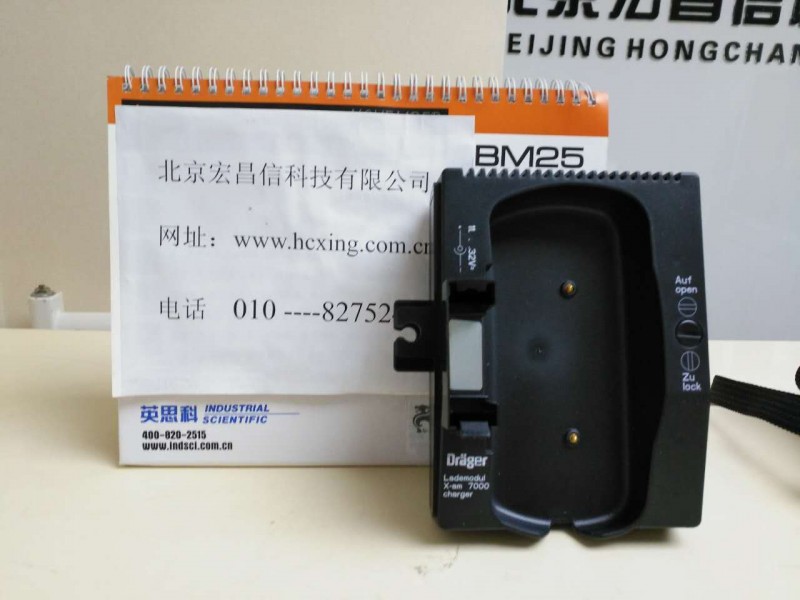 EIJING HONGCHAN
BM25
北京宏昌信科技有限公司
网址： www.hcxing.com.cn
电话 010 ----82752
英思科 INDUSTRIAL SCIENTIFIC
400-820-2515
www.indsci.com.cn
Auf
open
Zu
lock
Dräger
Lademodul
X-am 7000
charger